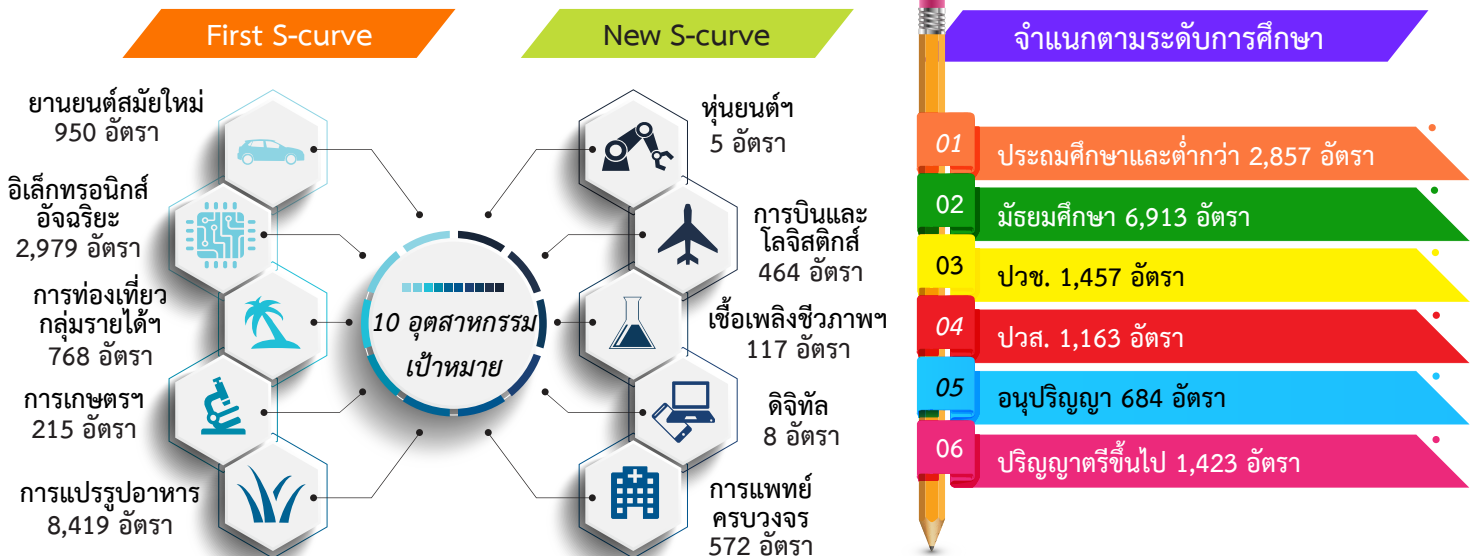 First S-curve
ยานยนต์สมัยใหม่
950 อัตรา
อิเล็กทรอนิกส์
อัจฉริยะ
2,979 อัตรา
การท่องเที่ยว
กลุ่มรายได้ฯ
768 อัตรา
การเกษตรฯ
215 อัตรา
การแปรรูปอาหาร
8,419 อัตรา
10 อุตสาหกรรม
เป้าหมาย
New S-curve
หุ่นยนต์ฯ
5 อัตรา
การบินและ
โลจิสติกส์
464 อัตรา
เชื้อเพลิงชีวภาพฯ
117 อัตรา
ดิจิทัล
8 อัตรา
การแพทย์
ครบวงจร
572 อัตรา
จำแนกตามระดับการศึกษา
01 ประถมศึกษาและต่ำกว่า 2,857 อัตรา
02 มัธยมศึกษา 6,913 อัตรา
03 ปวช. 1,457 อัตรา
04 ปวส. 1,163 อัตรา
05 อนุปริญญา 684 อัตรา
06 ปริญญาตรีขึ้นไป 1,423 อัตรา